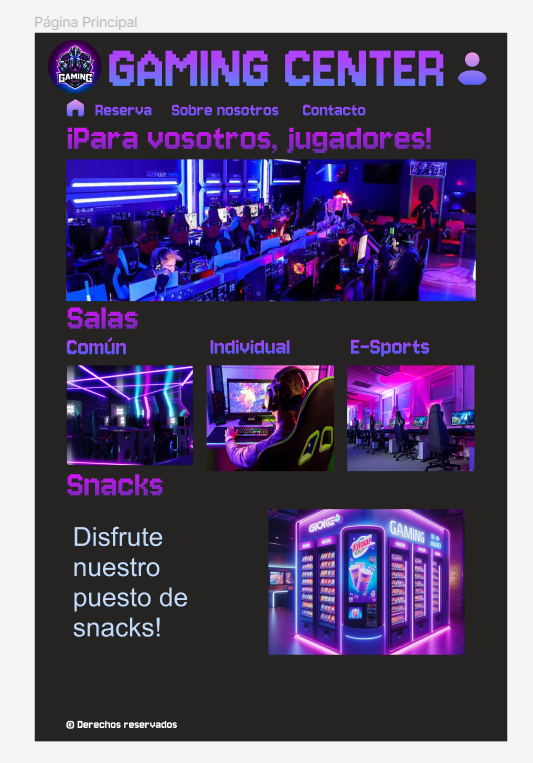 Página Principal
GAMING
GAMING CENTER
Reserva Sobre nosotros Contacto
¡Para vosotros, jugadores!
Salas
Común Individual E-Sports
Snacks
GAMING
Disfrute
nuestro
puesto de
snacks!
© Derechos reservados